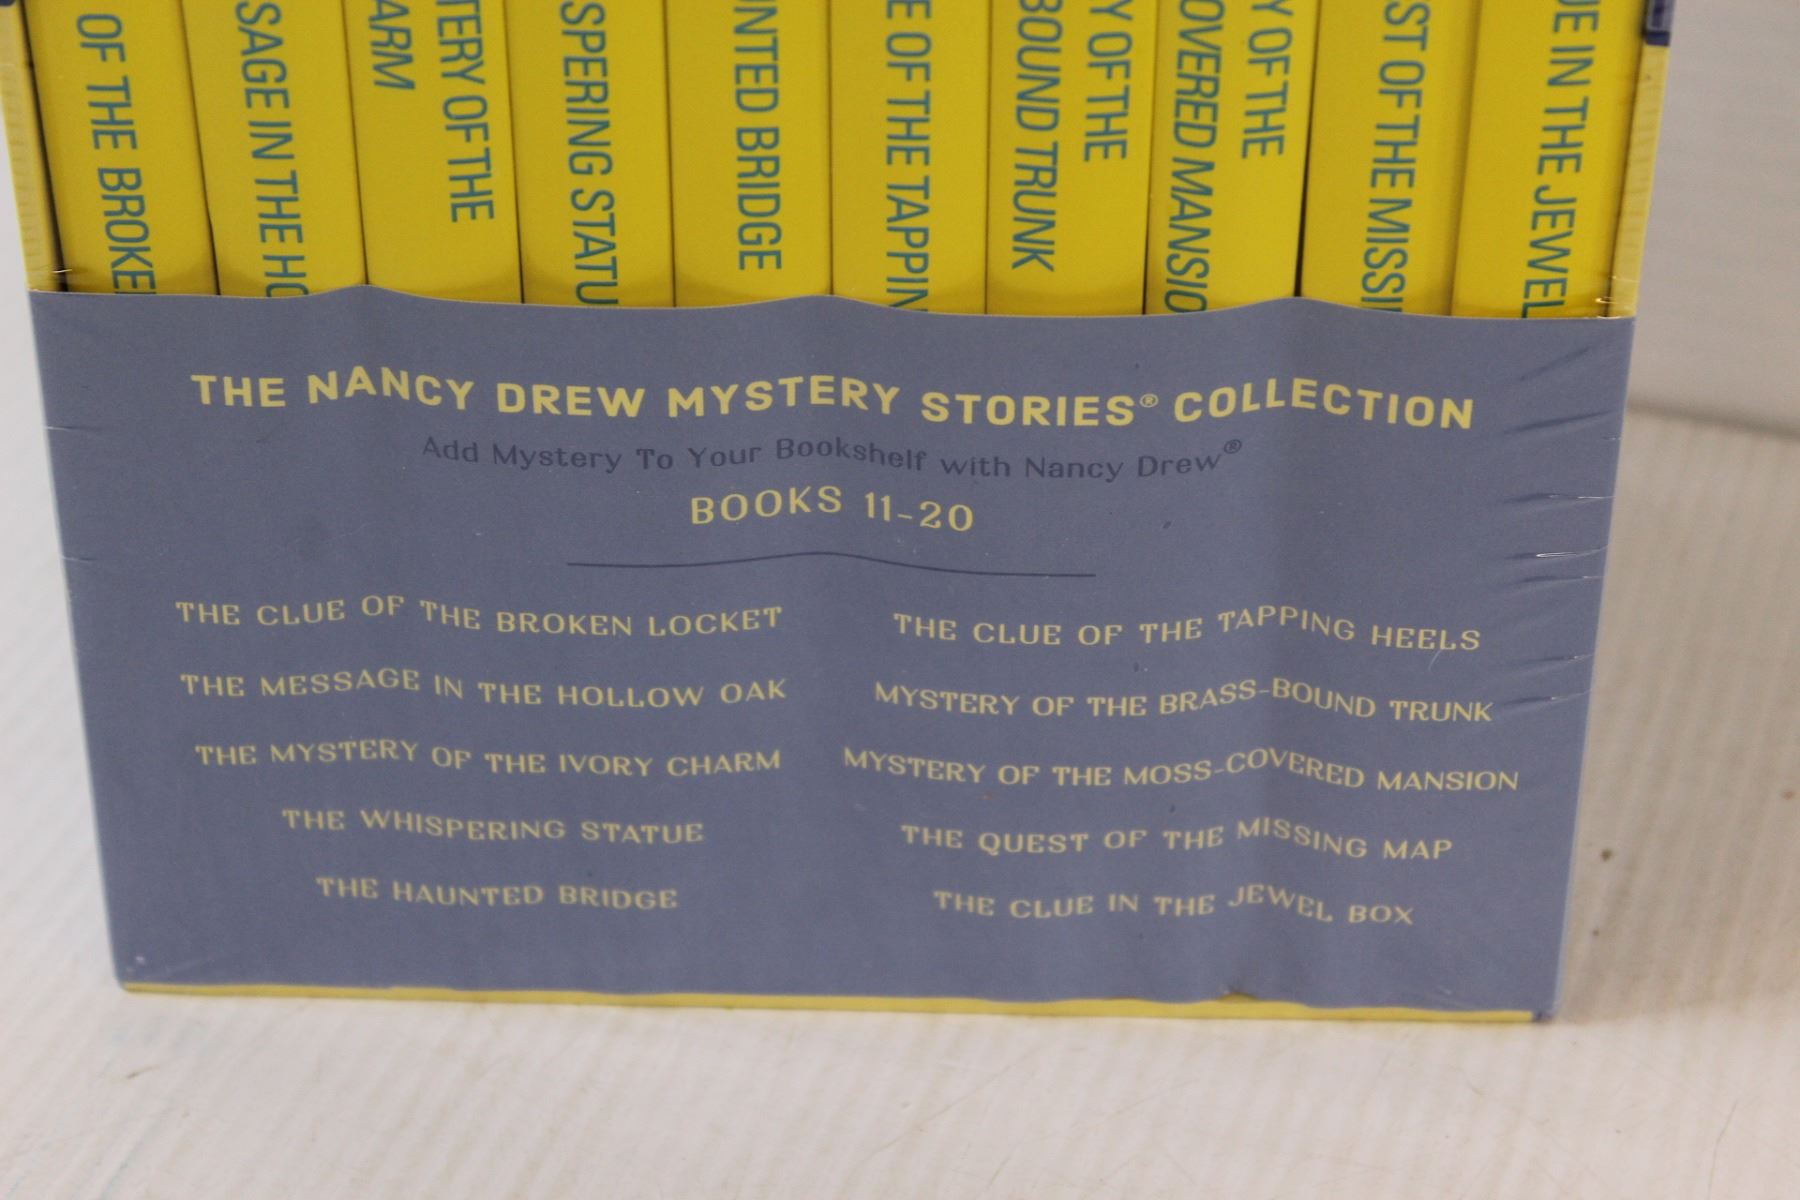 OF THE BROKE
SAGE IN THE HO
TERY OF THE
ARM
SPERING STATU
NTED BRIDGE
E OF THE TAPPIN
Y OF THE
BOUND TRUNK
Y OF THE
OVERED MANSIO
ST OF THE MISSI
UE IN THE JEWEL
THE NANCY DREW MYSTERY STORIES® COLLECTION
Add Mystery To Your Bookshelf with Nancy Drew®
BOOKS 11-20
THE CLUE OF THE BROKEN LOCKET
THE MESSAGE IN THE HOLLOW OAK
THE MYSTERY OF THE IVORY CHARM
THE WHISPERING STATUE
THE HAUNTED BRIDGE
THE CLUE OF THE TAPPING HEELS
MYSTERY OF THE BRASS-BOUND TRUNK
MYSTERY OF THE MOSS-COVERED MANSION
THE QUEST OF THE MISSING MAP
THE CLUE IN THE JEWEL BOX